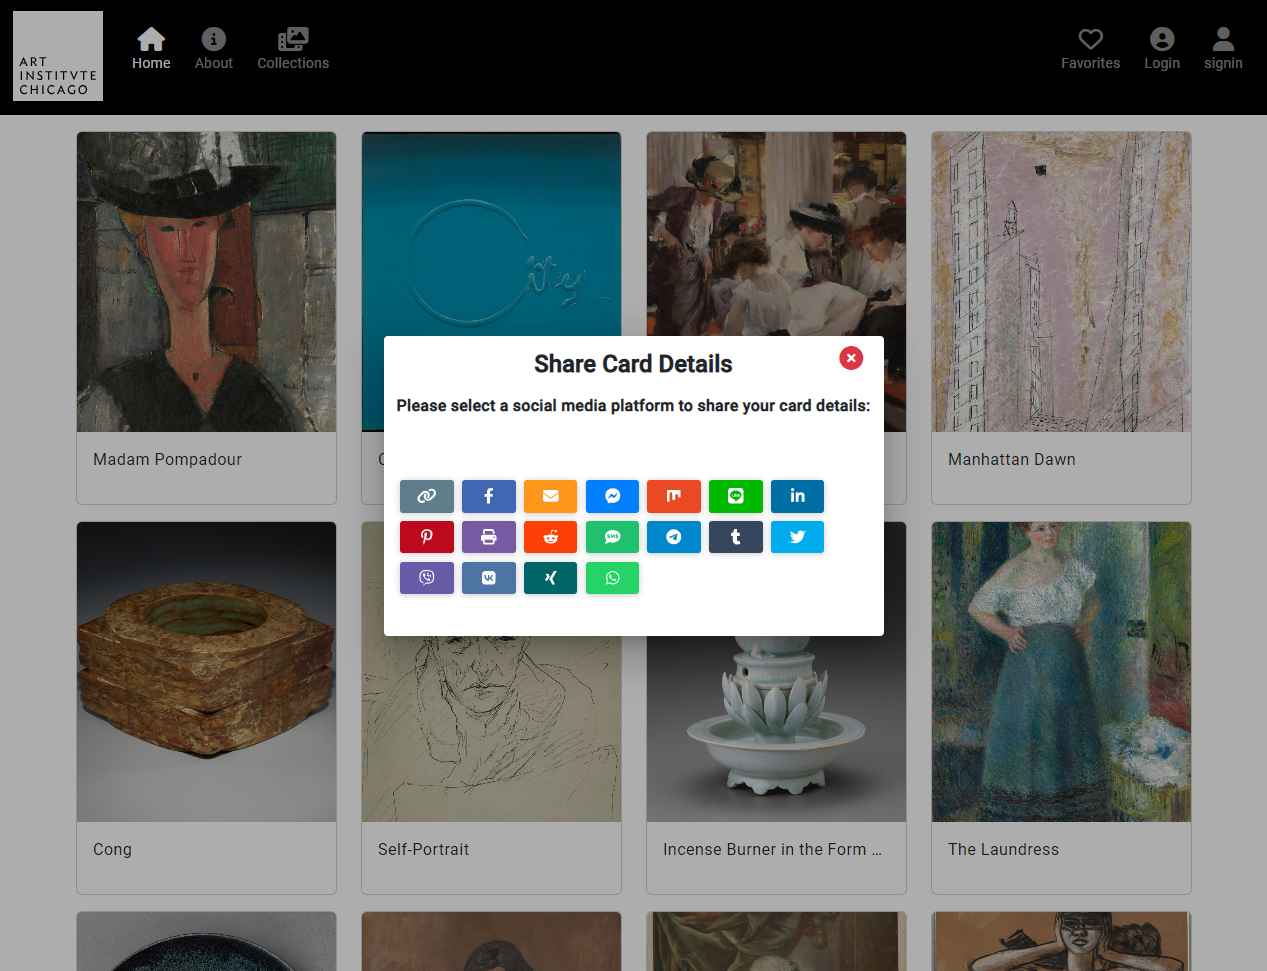 ART
INSTITVTE
CHICAGO
Home
About
Collections
Favorites
Login
signin
Share Card Details
Please select a social media platform to share your card details:
Madam Pompadour
C
Manhattan Dawn
SMS
Cong
Self-Portrait
Incense Burner in the Form ...
The Laundress